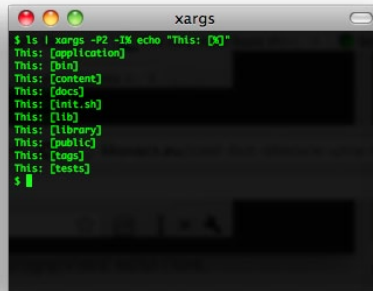 xargs
$ ls | xargs -P2 -I% echo "This: [%]"
This: [application]
This: [bin]
This: [content]
This: [docs]
This: [init.sh]
This: [lib]
This: [library]
This: [public]
This: [tags]
This: [tests]
$